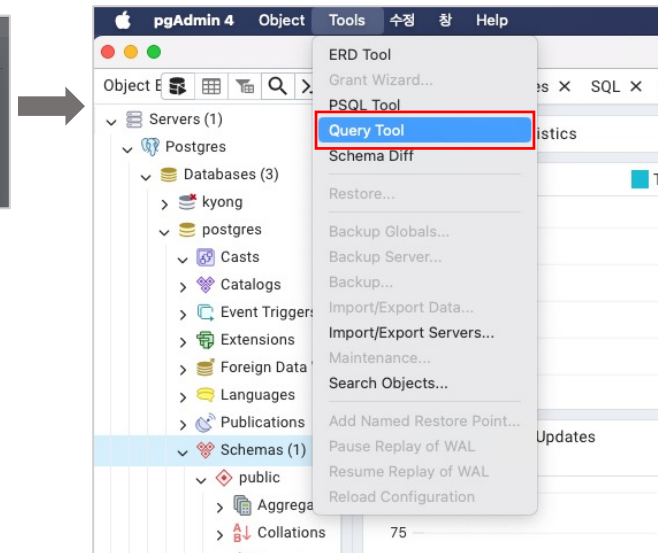 pgAdmin 4 Object Tools 수정 창 Help
Object E
es × SQL ×
ERD Tool
Grant Wizard...
PSQL Tool
Query Tool
Schema Diff
Restore...
Backup Globals...
Backup Server...
Backup...
Import/Export Data...
Import/Export Servers...
Maintenance...
Search Objects...
Add Named Restore Point...
Pause Replay of WAL
Resume Replay of WAL
Reload Configuration
Servers (1)
Postgres
Databases (3)
kyong
postgres
Casts
Catalogs
Event Triggers
Extensions
Foreign Data
Languages
Publications
Schemas (1)
public
Aggrega
Collations
istics
T
Updates
75